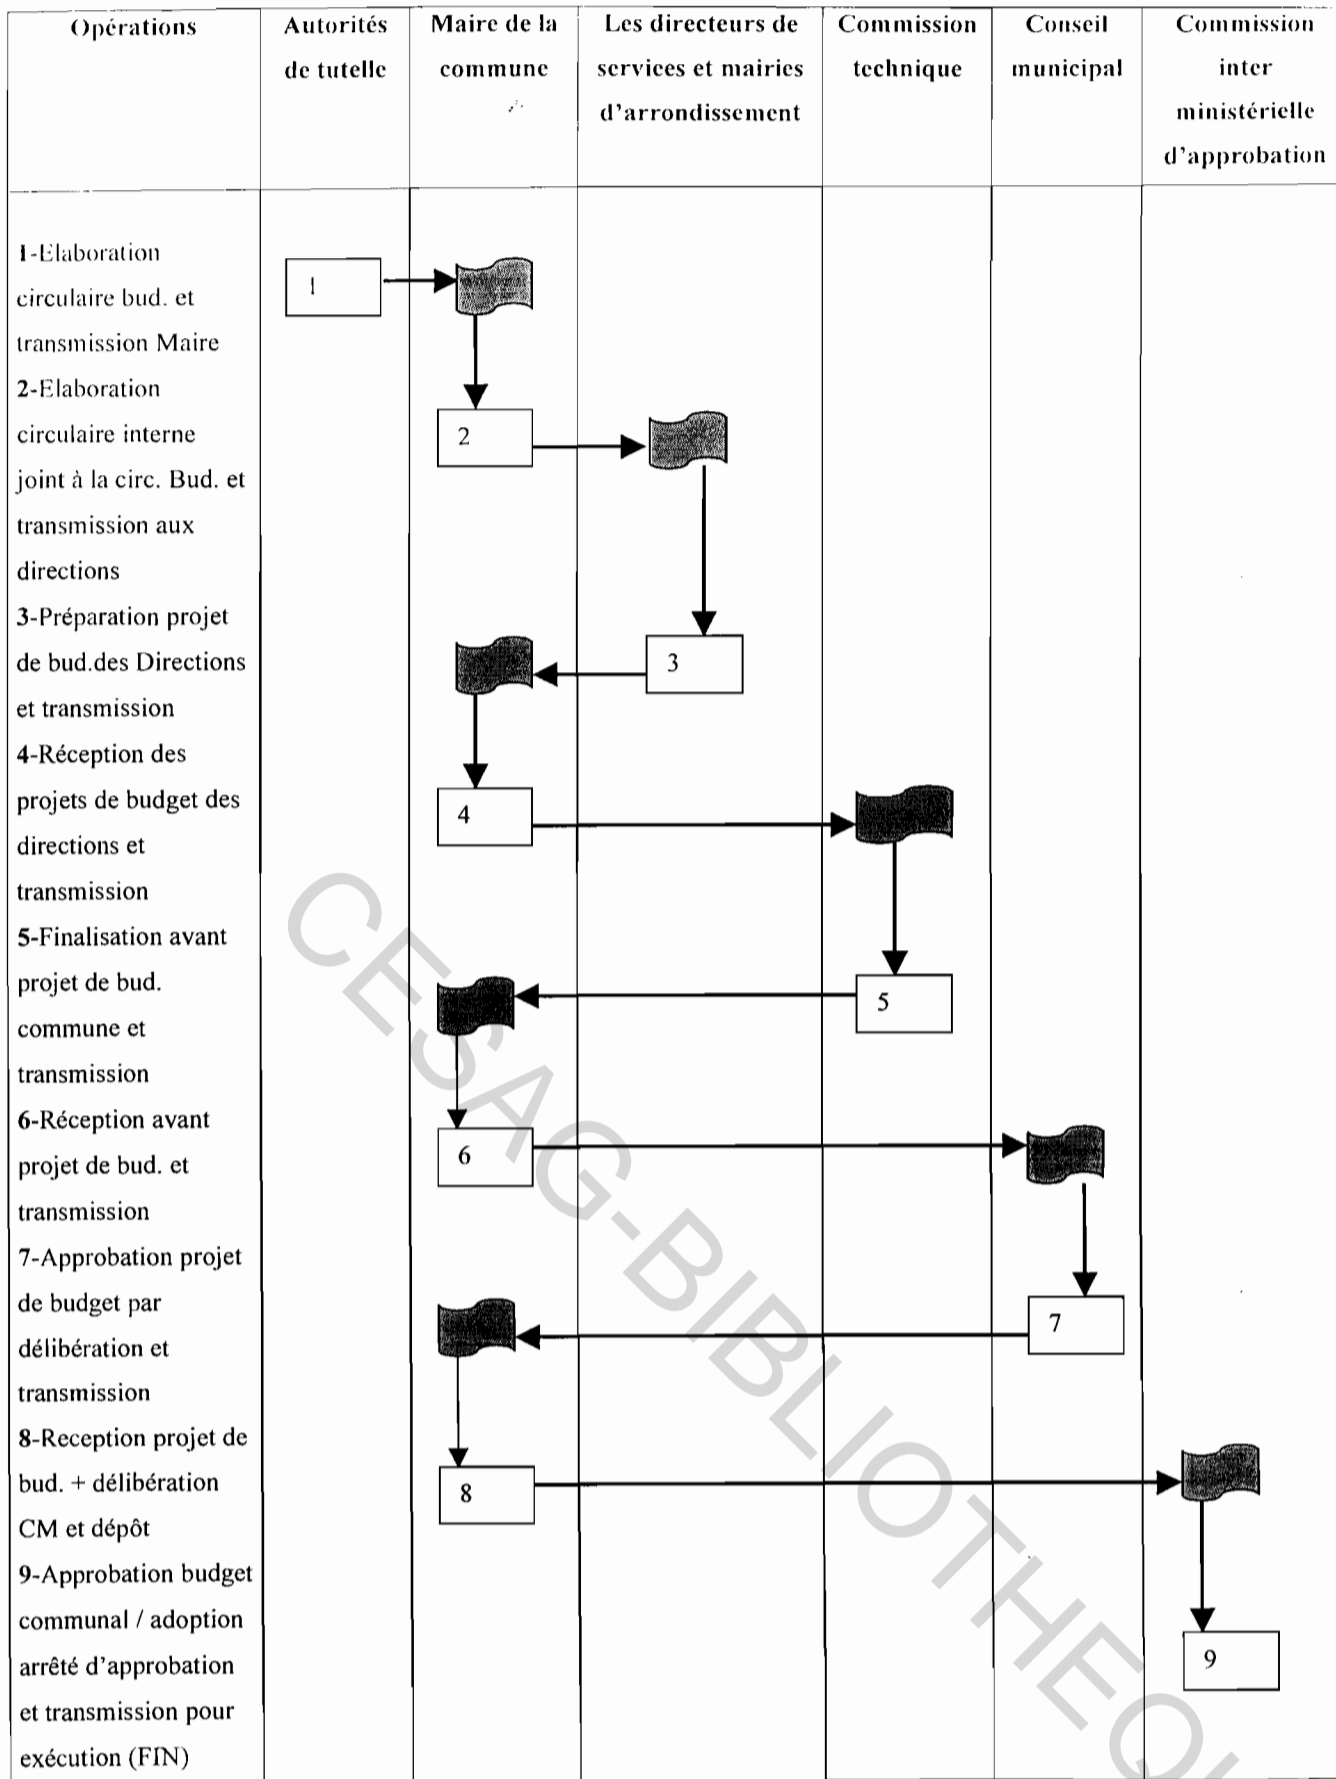 Opérations
Autorités
de tutelle
Maire de la
commune
Les directeurs de
services et mairies
d'arrondissement
Commission
technique
Conseil
municipal
Commission
inter
ministérielle
d'approbation
1-Elaboration
circulaire bud. et
transmission Maire
2-Elaboration
circulaire interne
joint à la circ. Bud. et
transmission aux
directions
3-Préparation projet
de bud.des Directions
et transmission
4-Réception des
projets de budget des
directions et
transmission
5-Finalisation avant
projet de bud.
commune et
transmission
6-Réception avant
projet de bud. et
transmission
7-Approbation projet
de budget par
délibération et
transmission
8-Reception projet de
bud. + délibération
CM et dépôt
9-Approbation budget
communal / adoption
arrêté d'approbation
et transmission pour
exécution (FIN)
1
2
3
4
5
6
7
8
9
CESAG-BIBLIOTHEQU